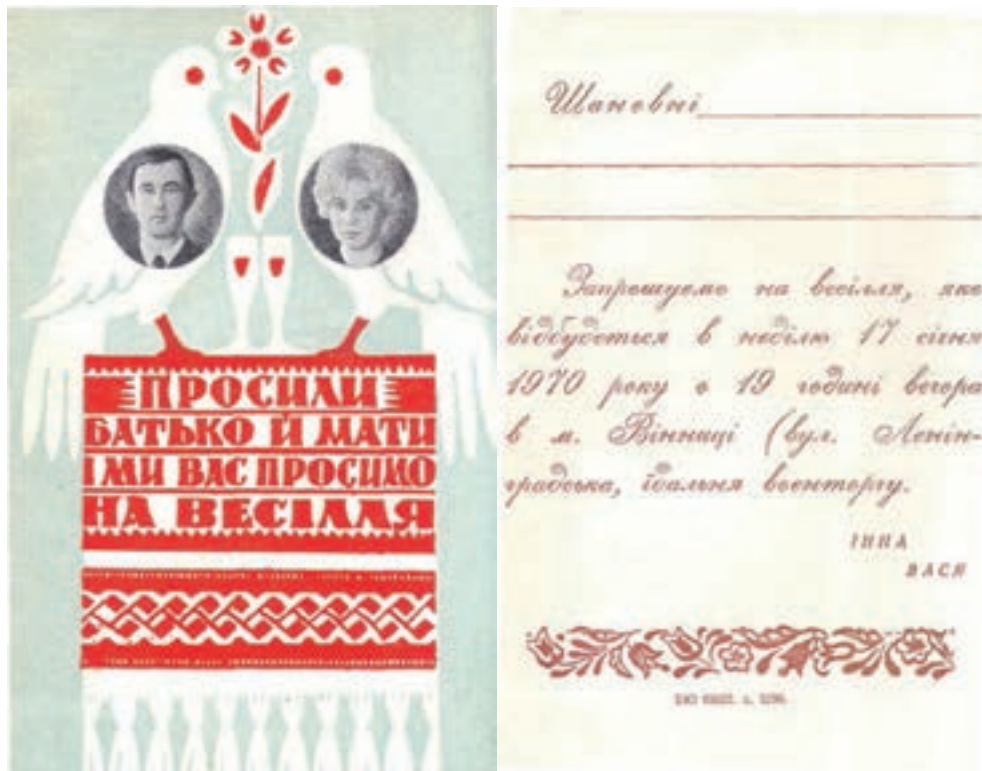 ПРОСИЛИ
БАТЬКО Й МАТИ
І МИ ВАС ПРОСИМО
НА ВЕСІЛЛЯ
Шановні
Запрошуємо на весілля, яке
відбудеться в неділю 17 січня
1970 року о 19 годині вечора
в м. Вінниці (вул. Ленін-
градська, їдальня воєнторгу.
ІННА
ВАСЯ